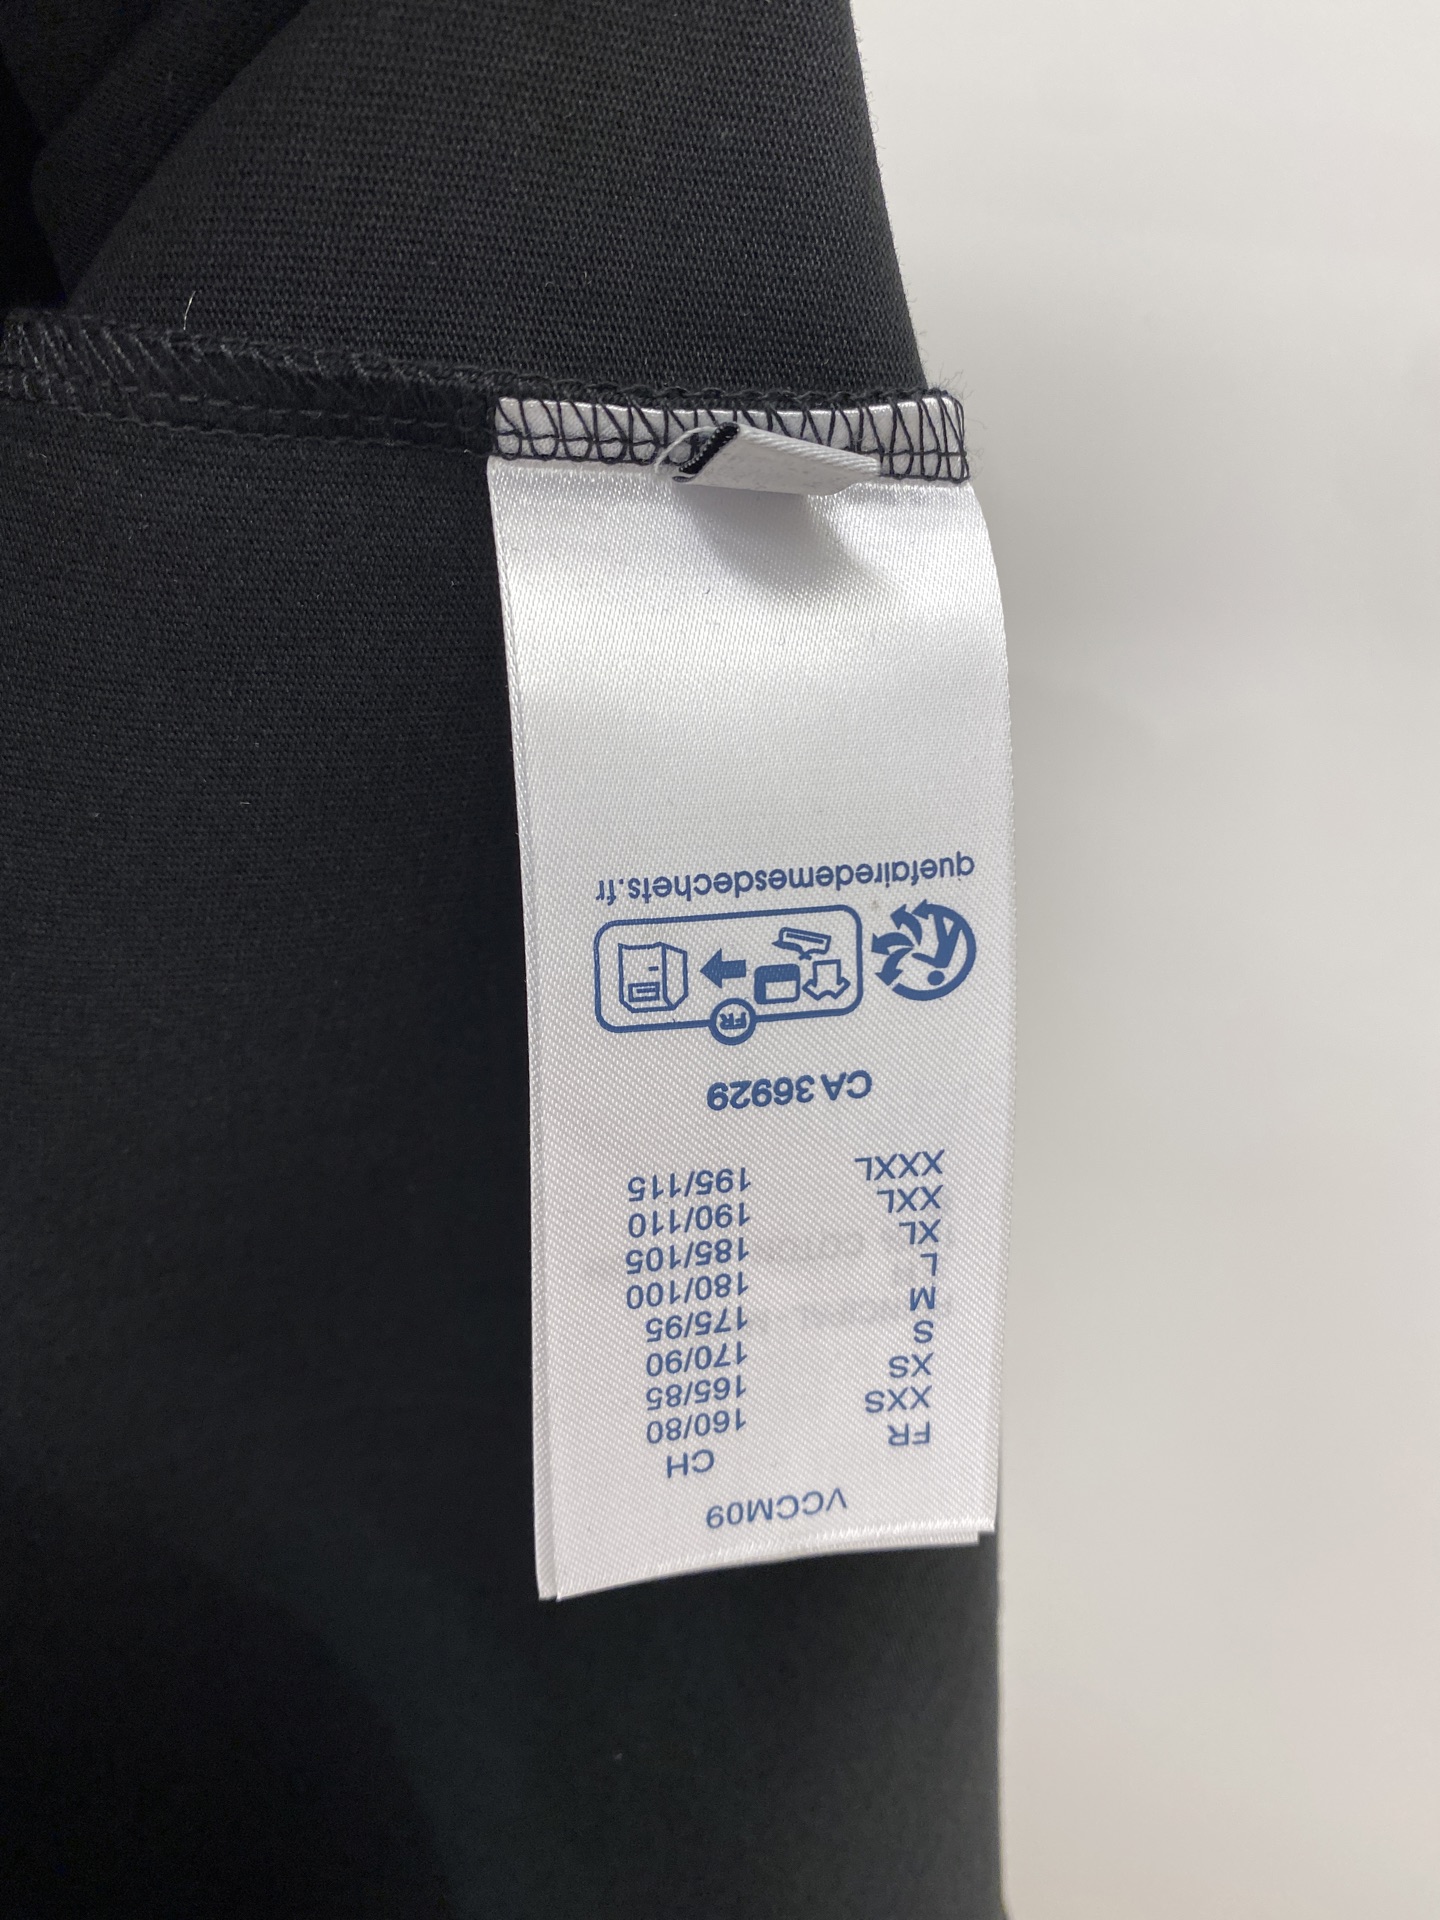 VCCM09
FR CH
XXS 160/80
XS 165/85
S 170/90
M 175/95
L 180/100
XL 185/105
XXL 190/110
XXXL 195/115
CA 36929
FR
quefairedemesdechets.fr